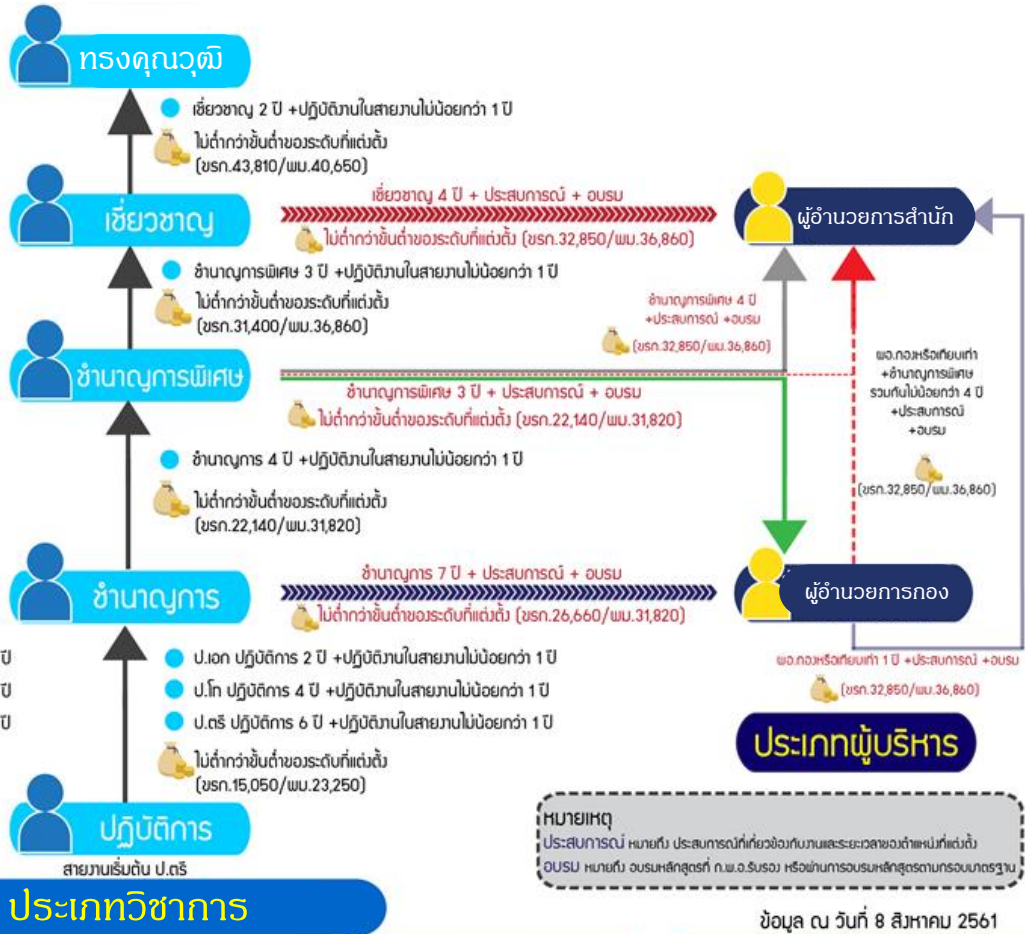 ทรงคุณวุฒิ
เชี่ยวชาญ 2 ปี +ปฏิบัติงานในสายงานไม่น้อยกว่า 1 ปี
ไม่ต่ำกว่าขั้นต่ำของระดับที่แต่งตั้ง
(ขรก.43,810/พม.40,650)
เชี่ยวชาญ
เชี่ยวชาญ 4 ปี + ประสบการณ์ + อบรม
ไม่ต่ำกว่าขั้นต่ำของระดับที่แต่งตั้ง (ขรก.32,850/พม.36,860)
ผู้อำนวยการสำนัก
ชำนาญการพิเศษ 3 ปี +ปฏิบัติงานในสายงานไม่น้อยกว่า 1 ปี
ไม่ต่ำกว่าขั้นต่ำของระดับที่แต่งตั้ง
(ขรก.31,400/พม.36,860)
ชำนาญการพิเศษ 4 ปี
+ประสบการณ์ +อบรม
(ขรก.32,850/พม.36,860)
ชำนาญการพิเศษ
ชำนาญการพิเศษ 3 ปี + ประสบการณ์ + อบรม
ไม่ต่ำกว่าขั้นต่ำของระดับที่แต่งตั้ง (ขรก.22,140/พม.31,820)
ผอ.กองหรือเทียบเท่า
+ชำนาญการพิเศษ
รวมกันไม่น้อยกว่า 4 ปี
+ประสบการณ์
+อบรม
(ขรก.32,850/พม.36,860)
ชำนาญการ 4 ปี +ปฏิบัติงานในสายงานไม่น้อยกว่า 1 ปี
ไม่ต่ำกว่าขั้นต่ำของระดับที่แต่งตั้ง
(ขรก.22,140/พม.31,820)
ชำนาญการ
ชำนาญการ 7 ปี + ประสบการณ์ + อบรม
ไม่ต่ำกว่าขั้นต่ำของระดับที่แต่งตั้ง (ขรก.26,660/พม.31,820)
ผู้อำนวยการกอง
ปี
ปี
ปี
ป.เอก ปฏิบัติการ 2 ปี +ปฏิบัติงานในสายงานไม่น้อยกว่า 1 ปี
ป.โท ปฏิบัติการ 4 ปี +ปฏิบัติงานในสายงานไม่น้อยกว่า 1 ปี
ป.ตรี ปฏิบัติการ 6 ปี +ปฏิบัติงานในสายงานไม่น้อยกว่า 1 ปี
ไม่ต่ำกว่าขั้นต่ำของระดับที่แต่งตั้ง
(ขรก.15,050/พม.23,250)
ผอ.กองหรือเทียบเท่า 1 ปี +ประสบการณ์ +อบรม
(ขรก.32,850/พม.36,860)
ประเภทผู้บริหาร
ปฏิบัติการ
สายงานเริ่มต้น ป.ตรี
ประเภทวิชาการ
หมายเหตุ
ประสบการณ์ หมายถึง ประสบการณ์ที่เกี่ยวข้องกับงานและระยะเวลาของตำแหน่งที่แต่งตั้ง
อบรม หมายถึง อบรมหลักสูตรที่ ก.พ.อ.รับรอง หรือผ่านการอบรมหลักสูตรตามกรอบมาตรฐาน
ข้อมูล ณ วันที่ 8 สิงหาคม 2561